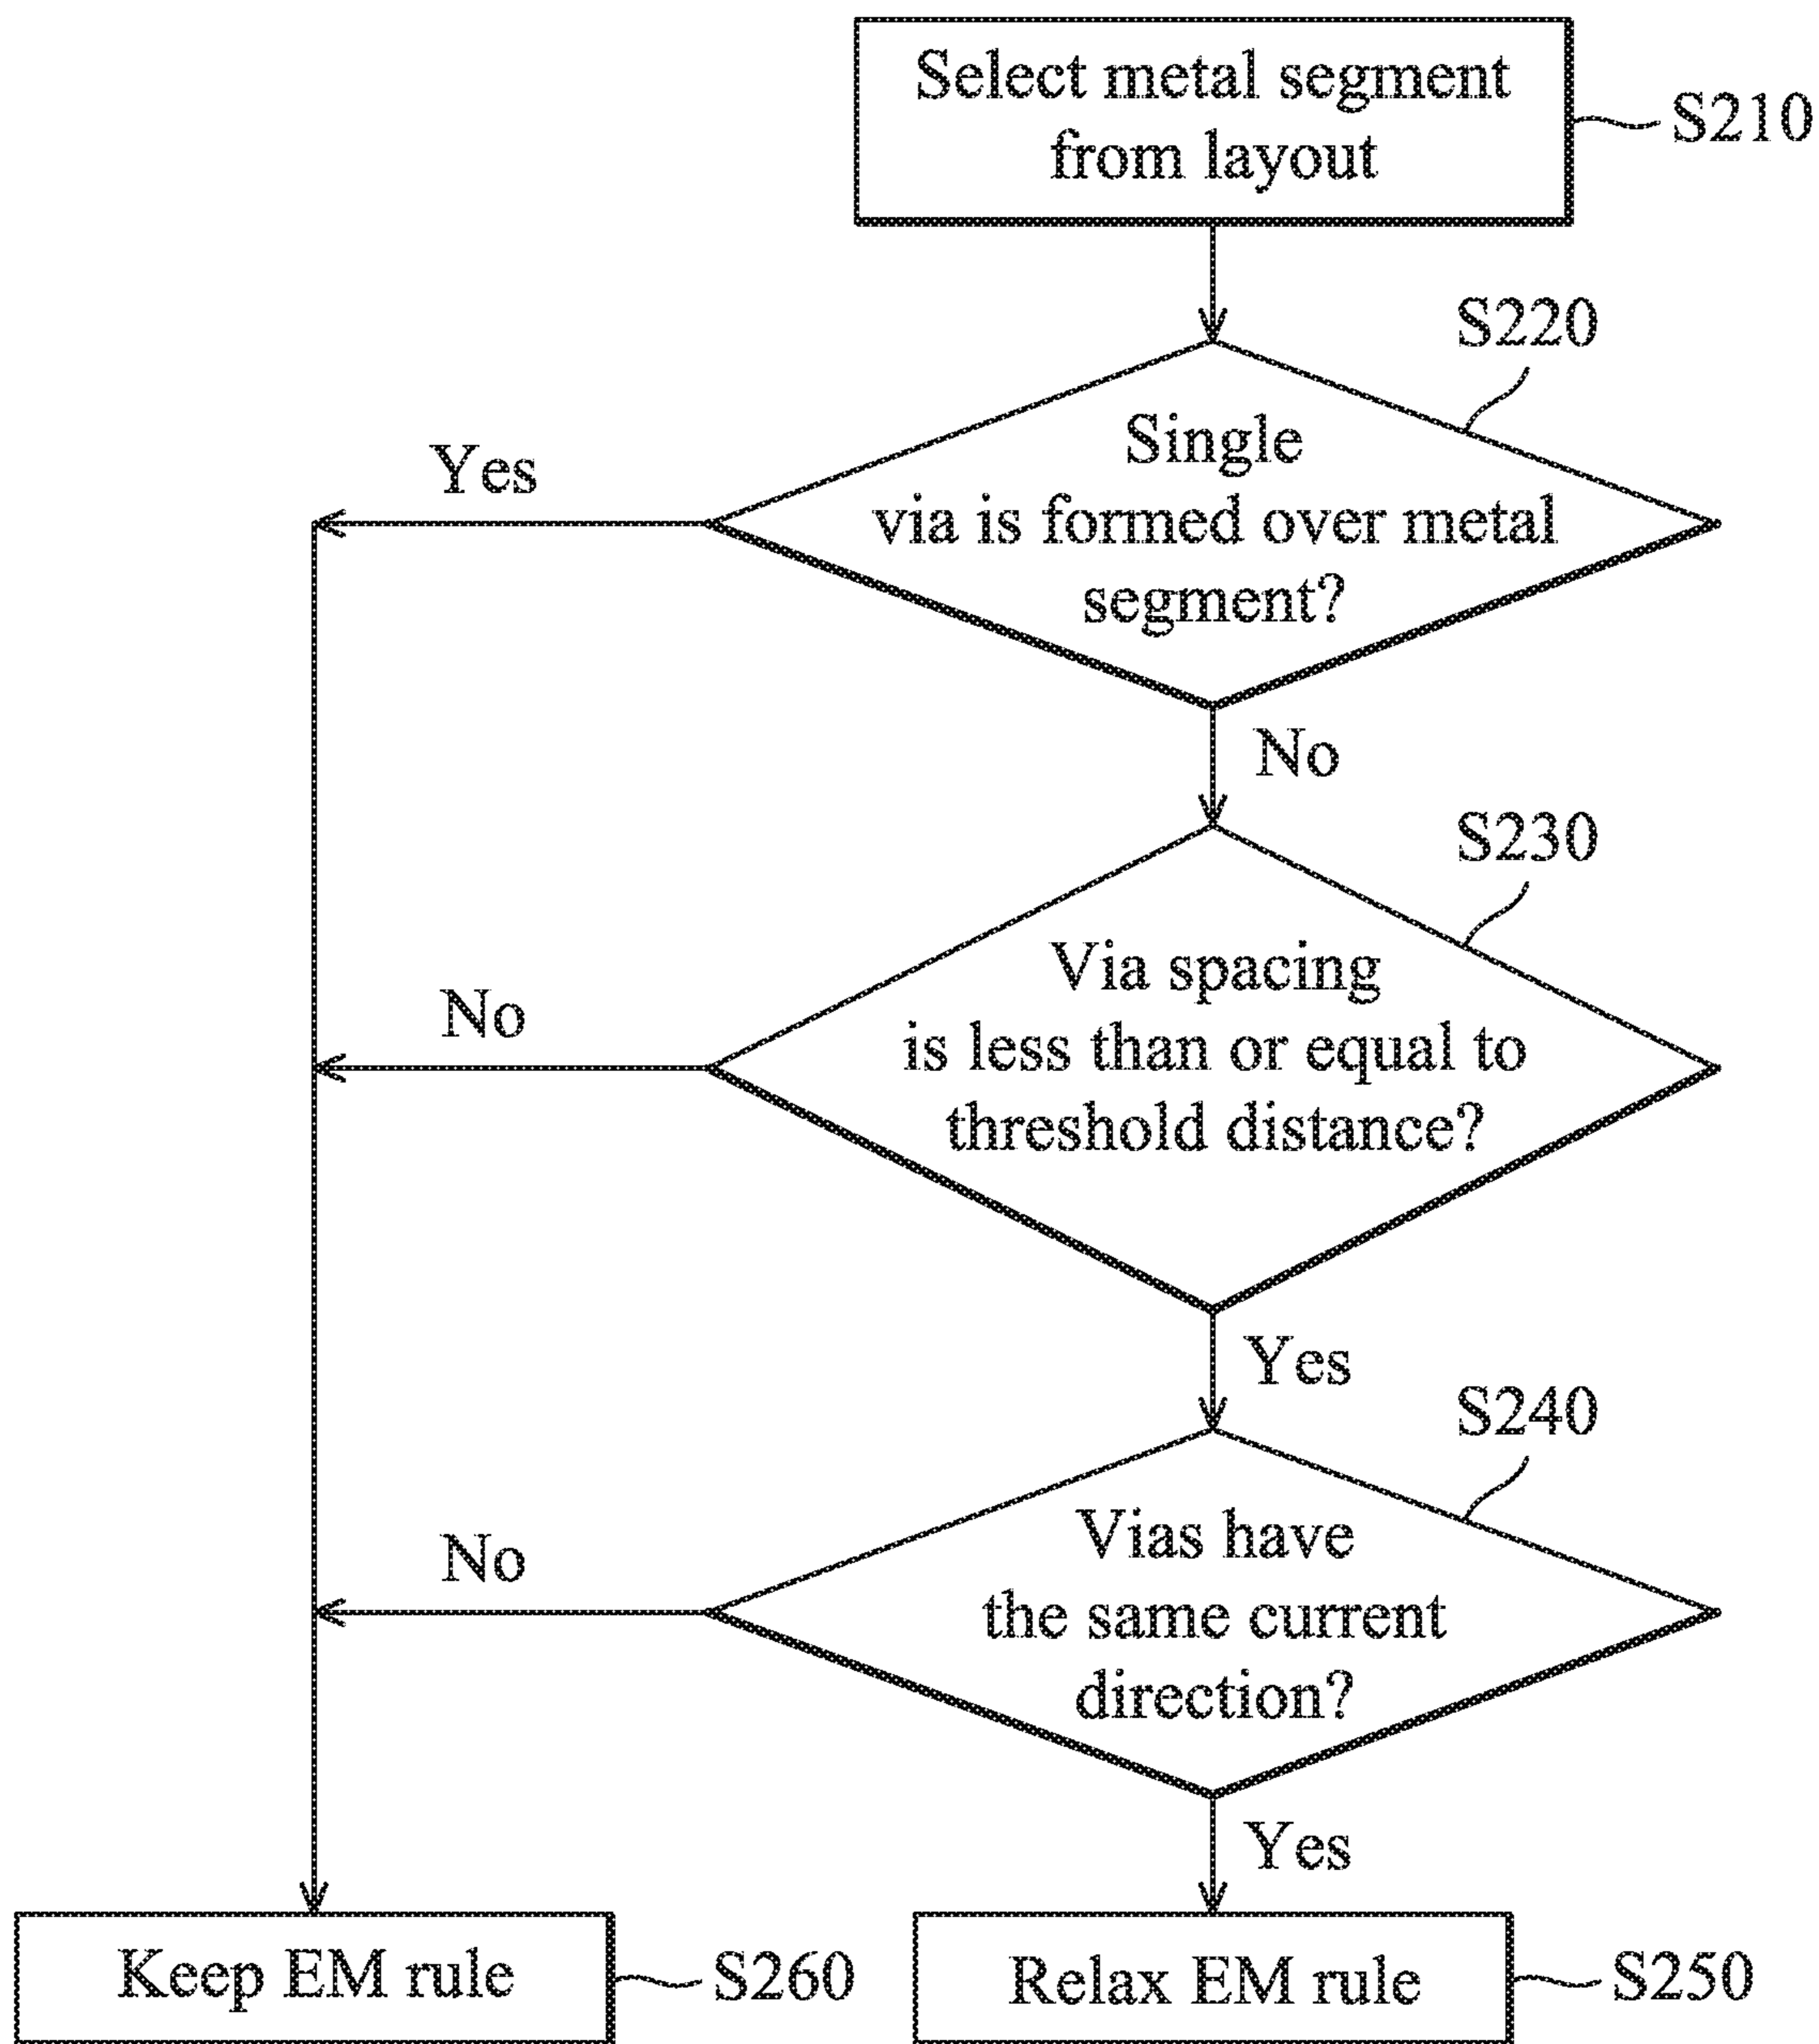 Select metal segment
from layout
S210
S220
Single
via is formed over metal
segment?
Yes
No
S230
Via spacing
is less than or equal to
threshold distance?
No
Yes
S240
Vias have
the same current
direction?
No
Yes
Keep EM rule
S260
Relax EM rule
S250